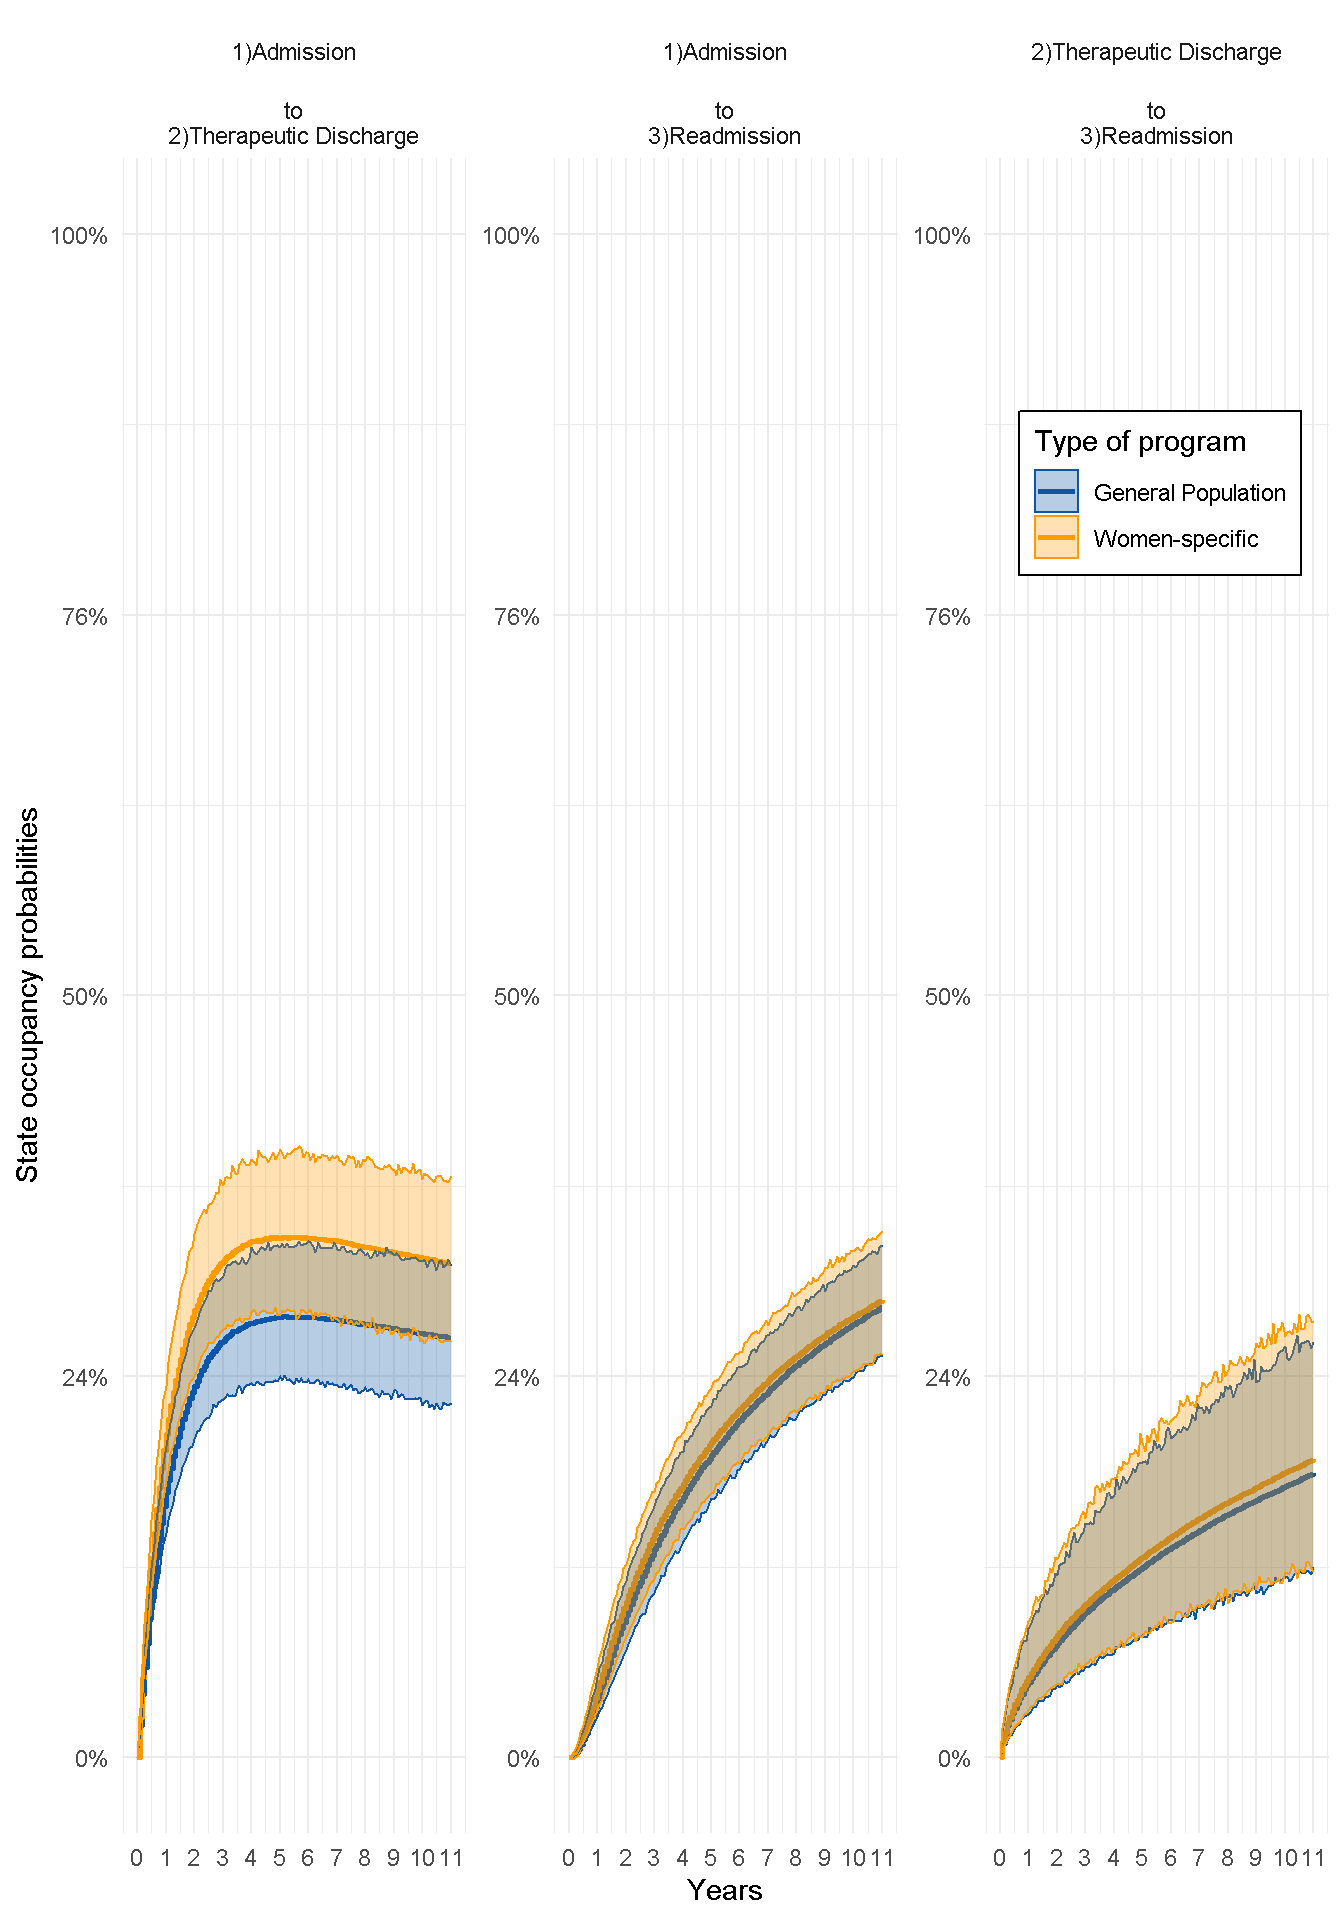 1)Admission
to
2)Therapeutic Discharge
1)Admission
to
3)Readmission
2)Therapeutic Discharge
to
3)Readmission
State occupancy probabilities
100%
76%
50%
24%
0%
100%
76%
50%
24%
0%
100%
76%
50%
24%
0%
Type of program
General Population
Women-specific
0 1 2 3 4 5 6 7 8 9 10 11
0 1 2 3 4 5 6 7 8 9 10 11
0 1 2 3 4 5 6 7 8 9 10 11
Years